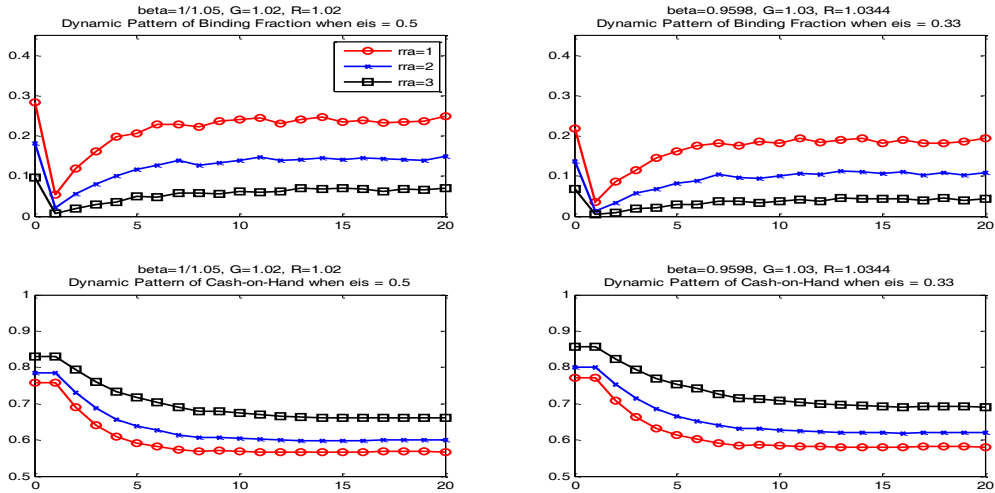 beta=1/1.05, G=1.02, R=1.02
Dynamic Pattern of Binding Fraction when eis = 0.5
0.4
0.3
0.2
0.1
0
0 5 10 15 20
rra=1
rra=2
rra=3
beta=0.9598, G=1.03, R=1.0344
Dynamic Pattern of Binding Fraction when eis = 0.33
0.4
0.3
0.2
0.1
0
0 5 10 15 20
beta=1/1.05, G=1.02, R=1.02
Dynamic Pattern of Cash-on-Hand when eis = 0.5
1
0.9
0.8
0.7
0.6
0.5
0 5 10 15 20
beta=0.9598, G=1.03, R=1.0344
Dynamic Pattern of Cash-on-Hand when eis = 0.33
1
0.9
0.8
0.7
0.6
0.5
0 5 10 15 20